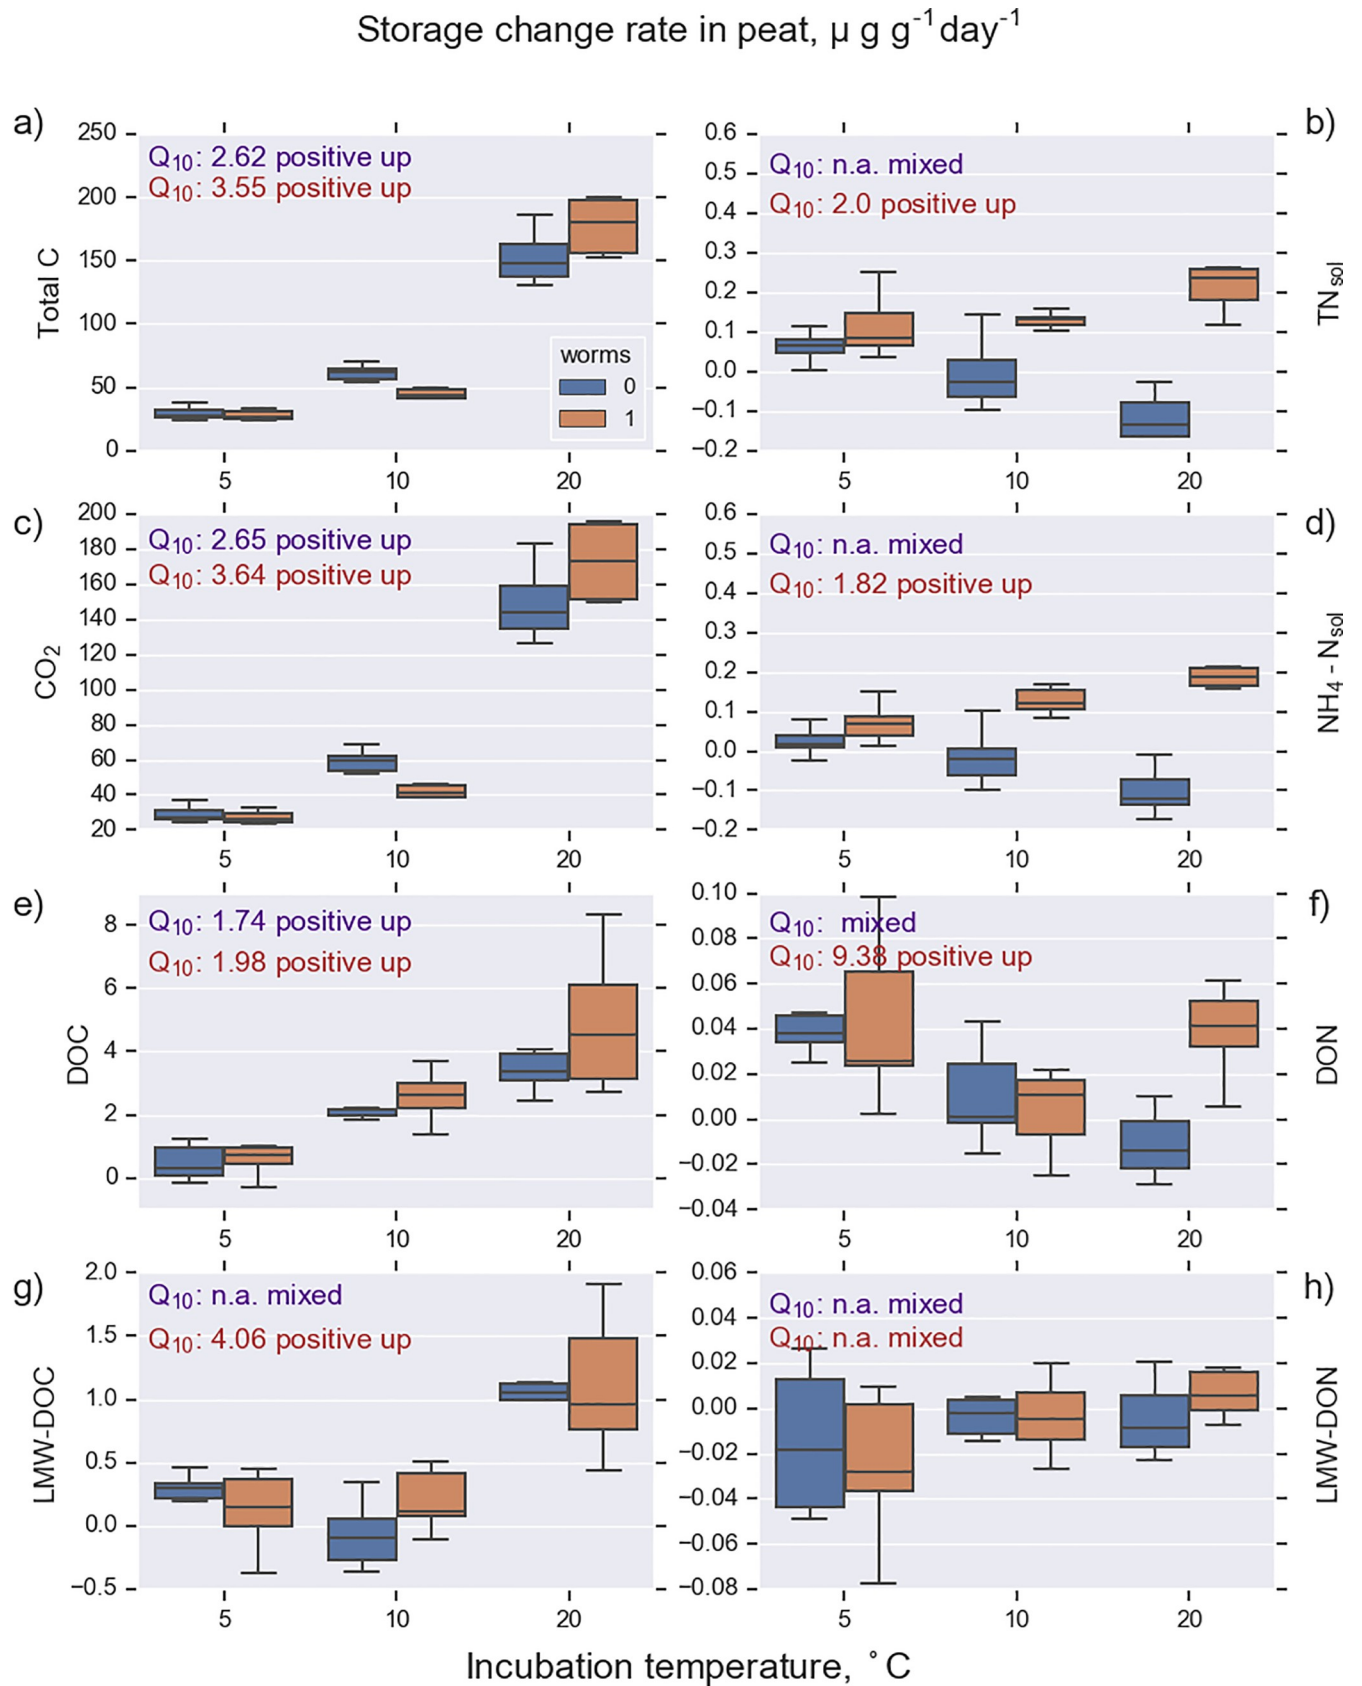 Storage change rate in peat, μ g g⁻¹ day⁻¹
a)
Total C
250
200
150
100
50
0
Q₁₀: 2.62 positive up
Q₁₀: 3.55 positive up
worms
0
1
5 10 20
b)
TNsol
0.6
0.5
0.4
0.3
0.2
0.1
0.0
−0.1
−0.2
Q₁₀: n.a. mixed
Q₁₀: 2.0 positive up
5 10 20
c)
CO₂
200
180
160
140
120
100
80
60
40
20
Q₁₀: 2.65 positive up
Q₁₀: 3.64 positive up
5 10 20
d)
NH₄ - Nsol
0.6
0.5
0.4
0.3
0.2
0.1
0.0
−0.1
−0.2
Q₁₀: n.a. mixed
Q₁₀: 1.82 positive up
5 10 20
e)
DOC
8
6
4
2
0
Q₁₀: 1.74 positive up
Q₁₀: 1.98 positive up
5 10 20
f)
DON
0.10
0.08
0.06
0.04
0.02
0.00
−0.02
−0.04
Q₁₀: mixed
Q₁₀: 9.38 positive up
5 10 20
g)
LMW-DOC
2.0
1.5
1.0
0.5
0.0
−0.5
Q₁₀: n.a. mixed
Q₁₀: 4.06 positive up
5 10 20
h)
LMW-DON
0.06
0.04
0.02
0.00
−0.02
−0.04
−0.06
−0.08
Q₁₀: n.a. mixed
Q₁₀: n.a. mixed
5 10 20
Incubation temperature, °C